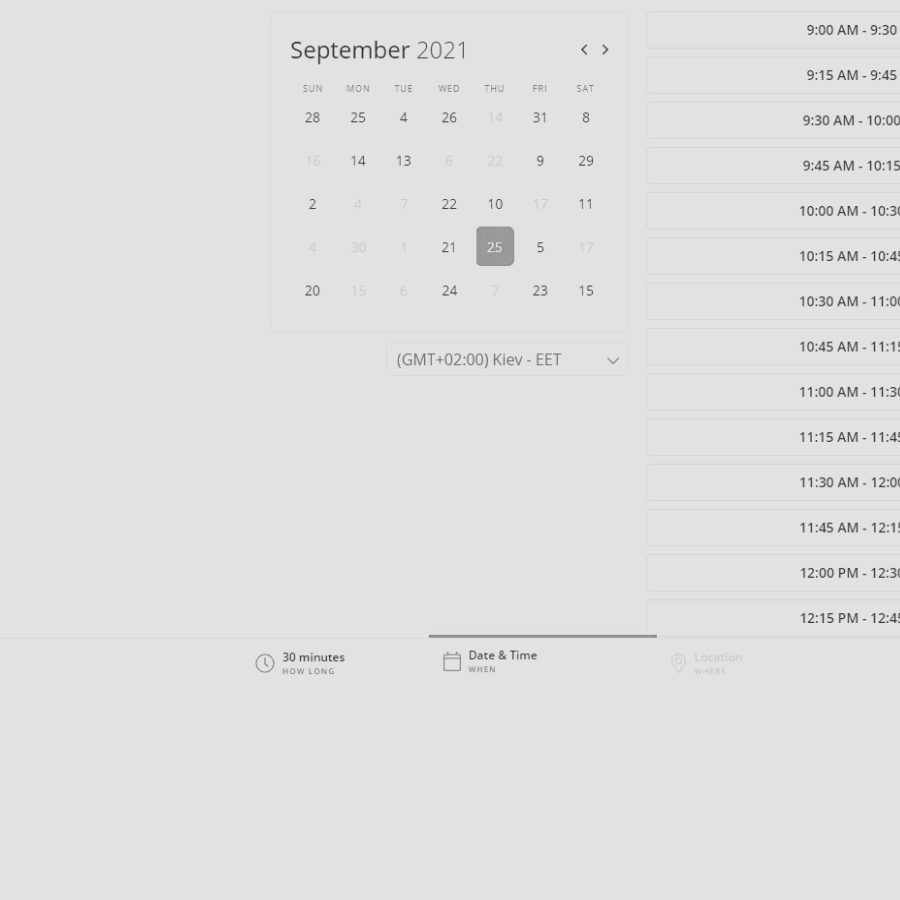 September 2021
SUN MON TUE WED THU FRI SAT
28 25 4 26 14 31 8
16 14 13 6 22 9 29
2 4 7 22 10 17 11
4 30 1 21 25 5 17
20 15 6 24 7 23 15
(GMT+02:00) Kiev - EET
9:00 AM - 9:30
9:15 AM - 9:45
9:30 AM - 10:00
9:45 AM - 10:15
10:00 AM - 10:30
10:15 AM - 10:45
10:30 AM - 11:00
10:45 AM - 11:15
11:00 AM - 11:30
11:15 AM - 11:45
11:30 AM - 12:00
11:45 AM - 12:15
12:00 PM - 12:30
12:15 PM - 12:45
30 minutes
HOW LONG
Date & Time
WHEN
Location
WHERE